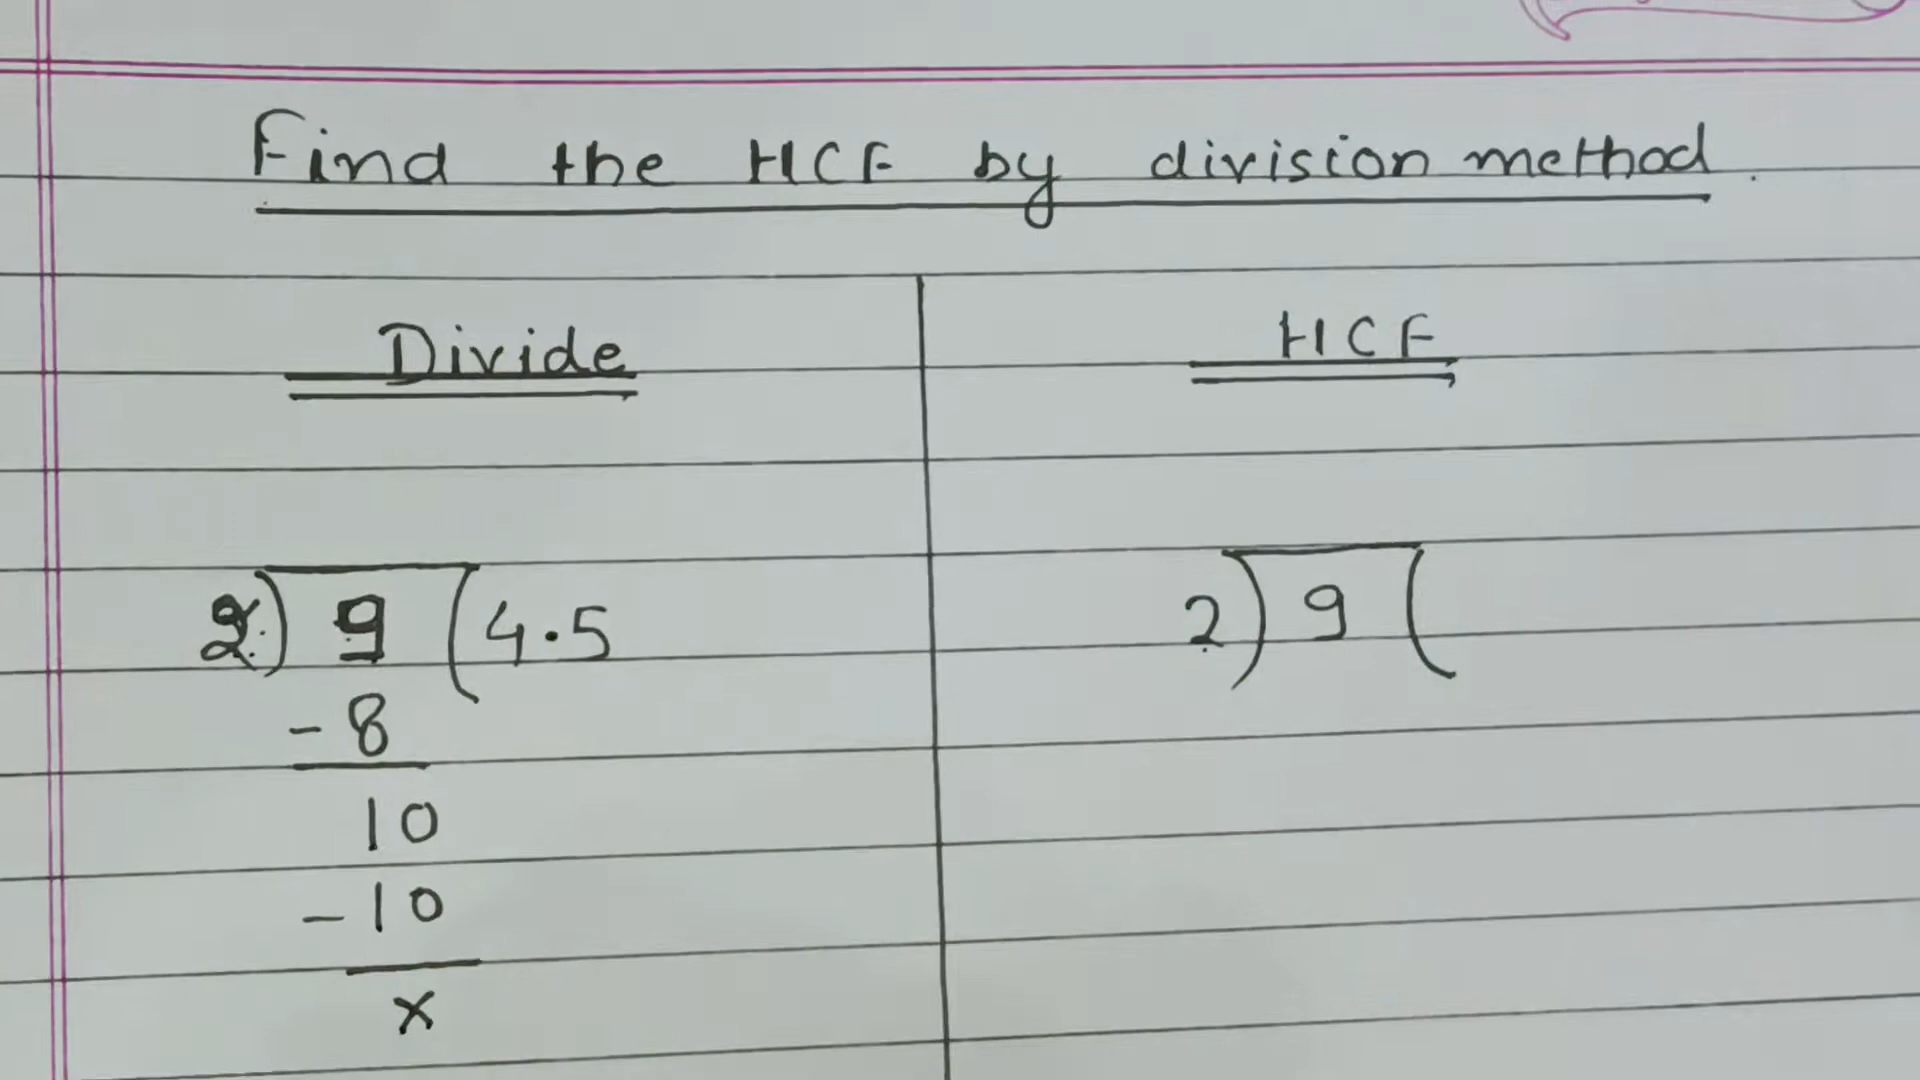 Find the HCF by division method.
Divide
2) 9 (4.5
- 8
10
- 10
x
HCF
2) 9 (